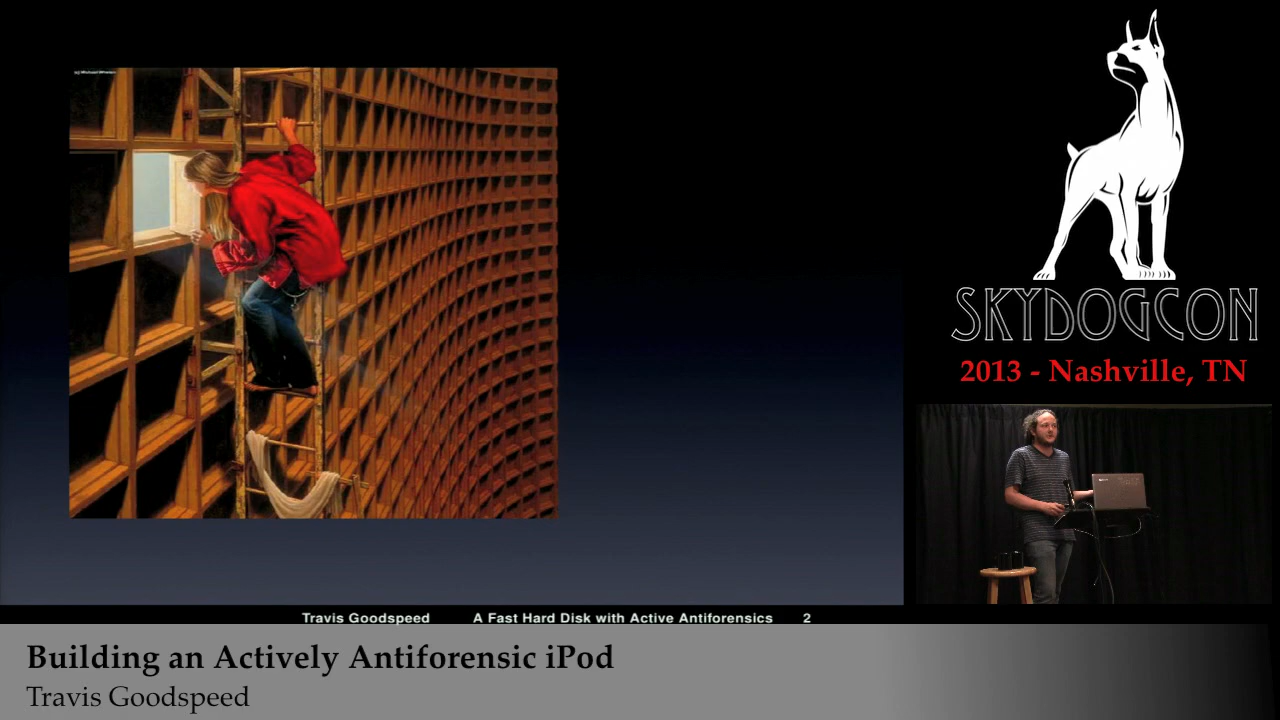 SKYDOGCON
2013 - Nashville, TN
Travis Goodspeed A Fast Hard Disk with Active Antiforensics 2
Building an Actively Antiforensic iPod
Travis Goodspeed